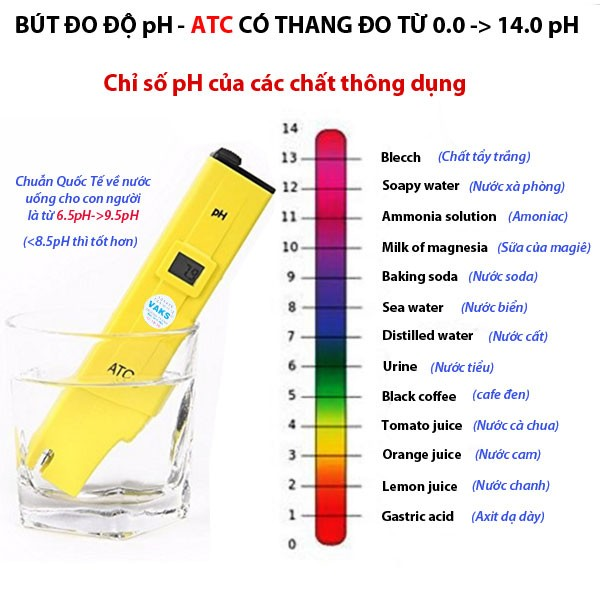 BÚT ĐO ĐỘ pH - ATC CÓ THANG ĐO TỪ 0.0 -> 14.0 pH
Chỉ số pH của các chất thông dụng
Chuẩn Quốc Tế về nước
uống cho con người
là từ 6.5pH->9.5pH
(<8.5pH thì tốt hơn)
pH
7.9
VAKS
ATC
14
13 Blecch (Chất tẩy trắng)
12 Soapy water (Nước xà phòng)
11 Ammonia solution (Amoniac)
10 Milk of magnesia (Sữa của magiê)
9 Baking soda (Nước soda)
8 Sea water (Nước biển)
7 Distilled water (Nước cất)
6 Urine (Nước tiểu)
5 Black coffee (cafe đen)
4 Tomato juice (Nước cà chua)
3 Orange juice (Nước cam)
2 Lemon juice (Nước chanh)
1 Gastric acid (Axit dạ dày)
0